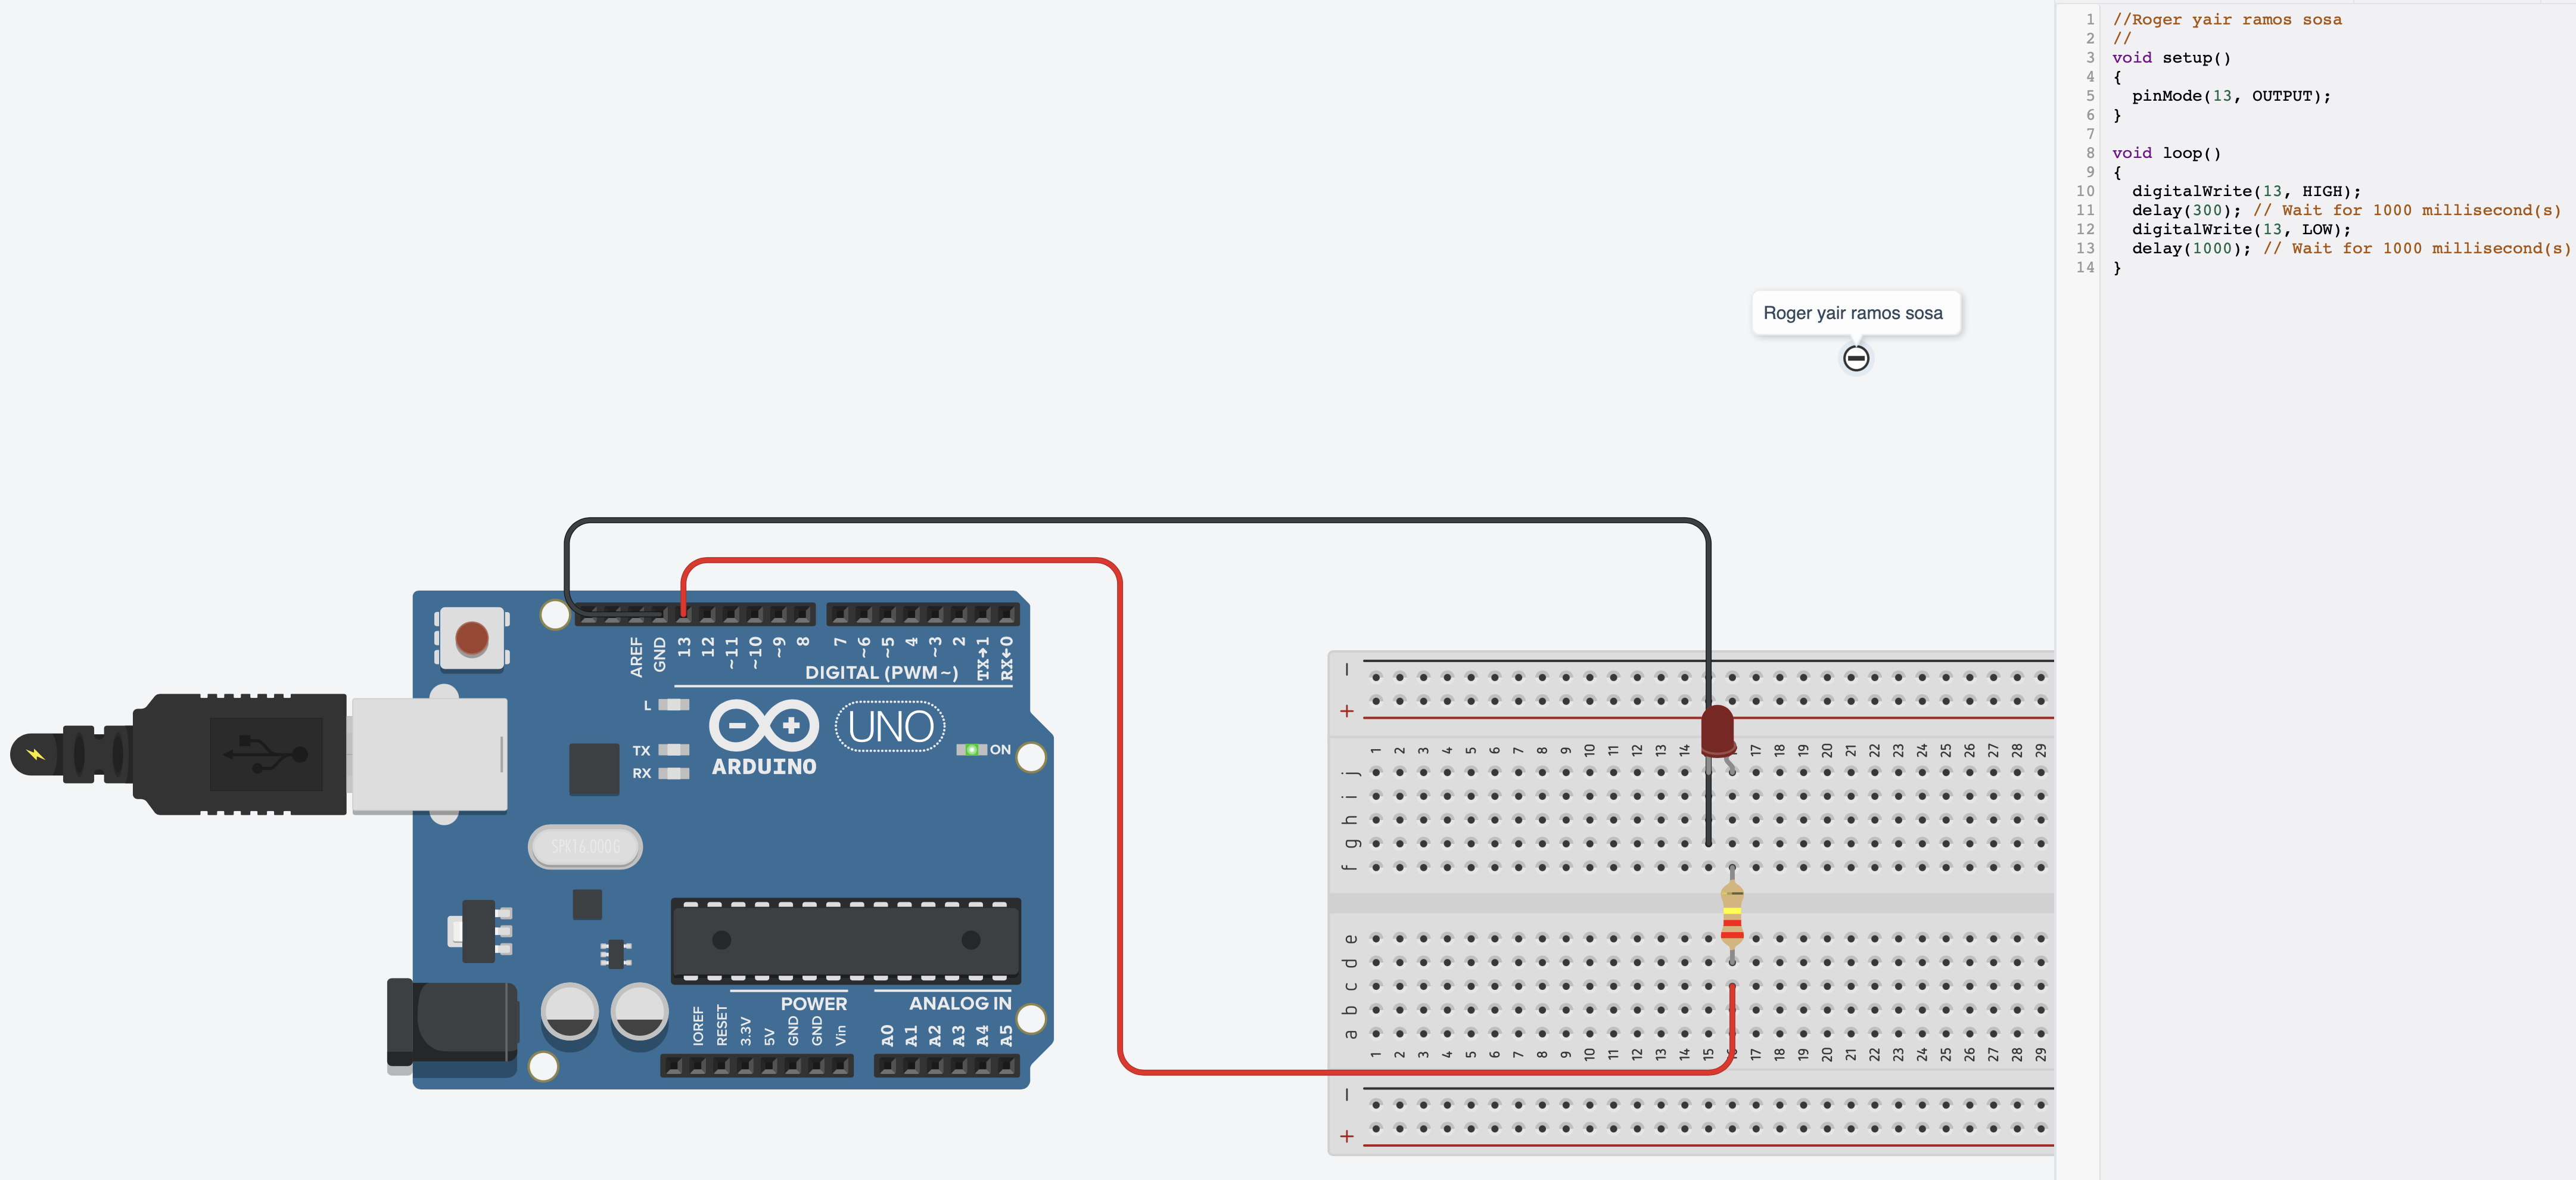 1 //Roger yair ramos sosa
2 //
3 void setup()
4 {
5   pinMode(13, OUTPUT);
6 }
7
8 void loop()
9 {
10   digitalWrite(13, HIGH);
11   delay(300); // Wait for 1000 millisecond(s)
12   digitalWrite(13, LOW);
13   delay(1000); // Wait for 1000 millisecond(s)
14 }
Roger yair ramos sosa
AREF GND 13 12 ~11 ~10 ~9 8 7 ~6 ~5 4 ~3 2 TX→1 RX←0
DIGITAL (PWM~)
L
TX
RX
UNO
ON
ARDUINO
SPK16.000G
POWER
ANALOG IN
IOREF RESET 3.3V 5V GND GND Vin A0 A1 A2 A3 A4 A5
−
+
1 2 3 4 5 6 7 8 9 10 11 12 13 14 17 18 19 20 21 22 23 24 25 26 27 28 29
j
i
h
g
f
e
d
c
b
a
1 2 3 4 5 6 7 8 9 10 11 12 13 14 15 16 17 18 19 20 21 22 23 24 25 26 27 28 29
−
+